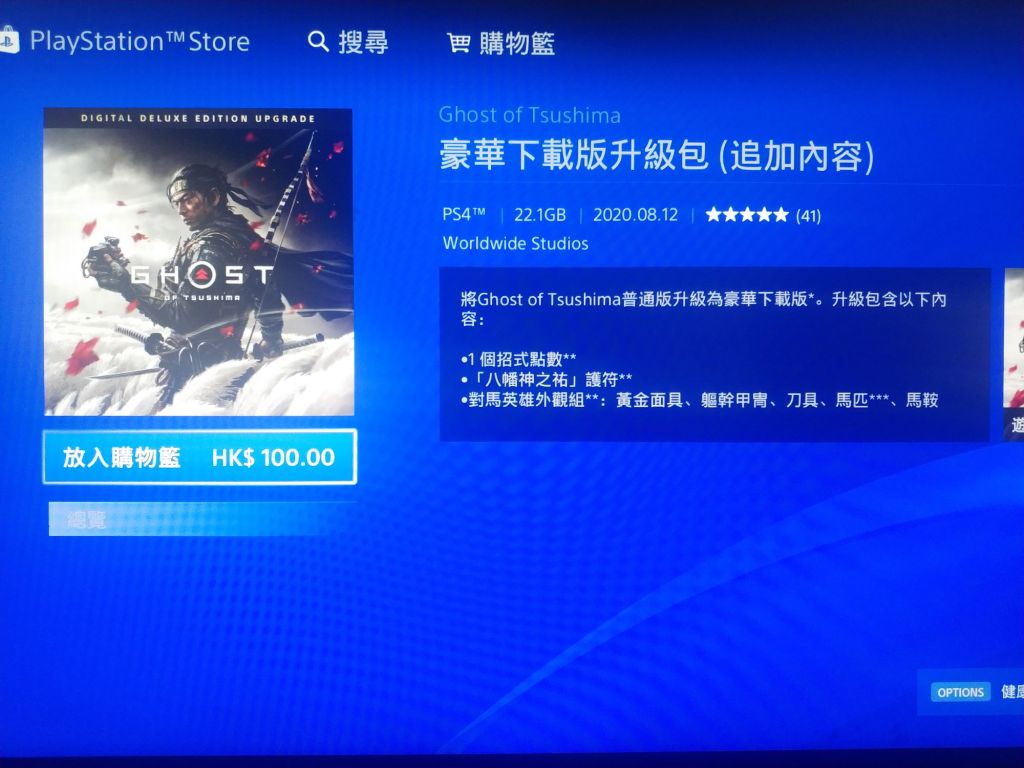 PlayStation™Store
搜尋
購物籃
DIGITAL DELUXE EDITION UPGRADE
GHOST
OF TSUSHIMA
放入購物籃 HK$ 100.00
總覽
Ghost of Tsushima
豪華下載版升級包 (追加內容)
PS4™ | 22.1GB | 2020.08.12 | ★★★★★ (41)
Worldwide Studios
將Ghost of Tsushima普通版升級為豪華下載版*。升級包含以下內
容：
•1 個招式點數**
•「八幡神之祐」護符**
•對馬英雄外觀組**：黃金面具、軀幹甲冑、刀具、馬匹***、馬鞍
遊
OPTIONS 健康